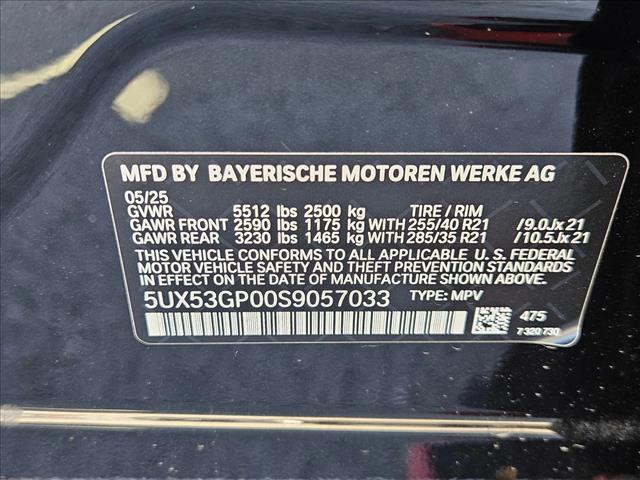 MFD BY BAYERISCHE MOTOREN WERKE AG
05/25
GVWR 5512 lbs 2500 kg TIRE / RIM
GAWR FRONT 2590 lbs 1175 kg WITH 255/40 R21 /9.0Jx21
GAWR REAR 3230 lbs 1465 kg WITH 285/35 R21 /10.5Jx21
THIS VEHICLE CONFORMS TO ALL APPLICABLE U.S. FEDERAL
MOTOR VEHICLE SAFETY AND THEFT PREVENTION STANDARDS
IN EFFECT ON THE DATE OF MANUFACTURE SHOWN ABOVE.
5UX53GP00S9057033 TYPE: MPV
475
7 320 730